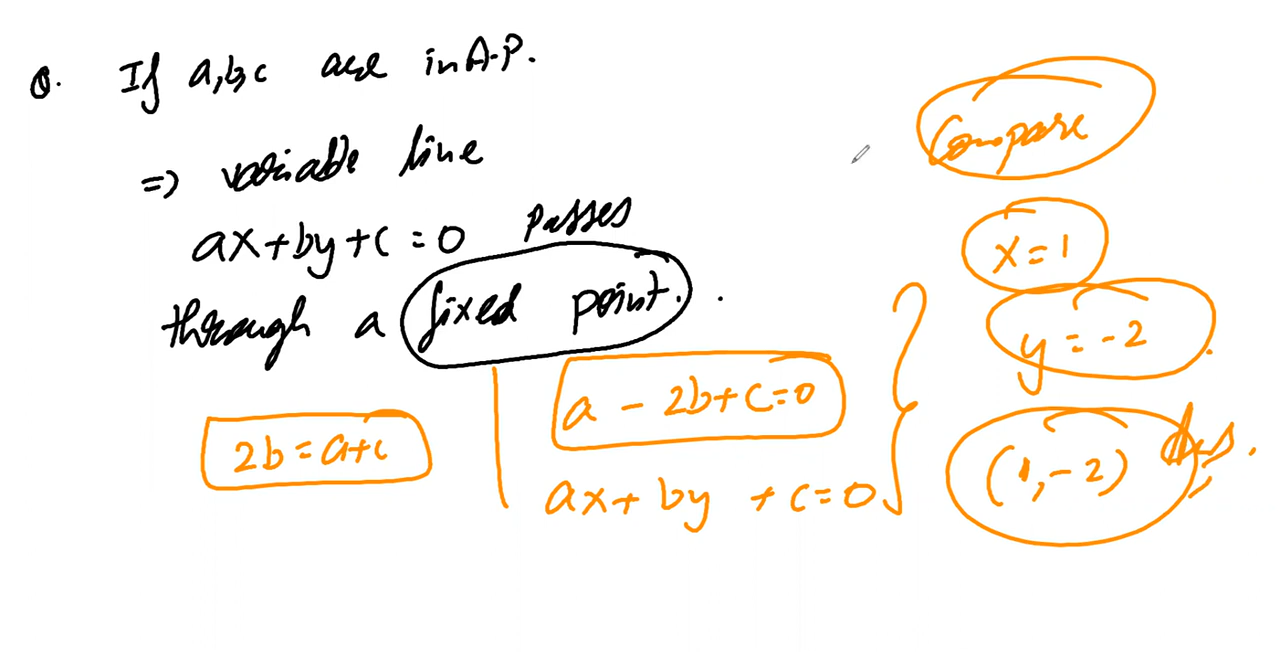 Q. If a,b,c are in A.P.
=> variable line
ax+by+c=0 passes
through a fixed point.
2b=a+c
a-2b+c=0
ax+by+c=0
Compare
x=1
y=-2
(1,-2) Ans.